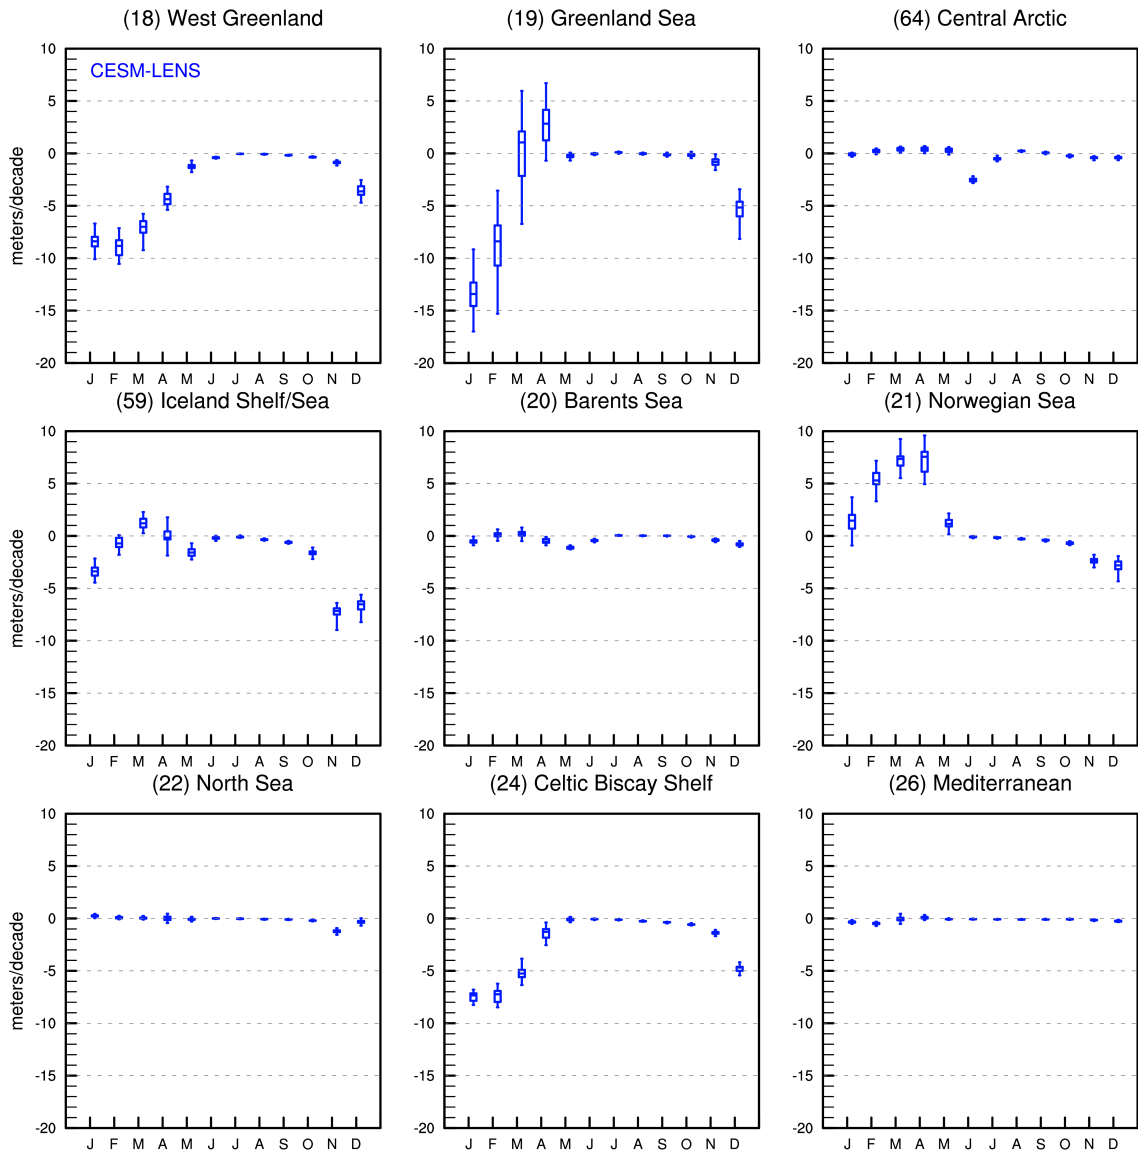 (18) West Greenland
(19) Greenland Sea
(64) Central Arctic
CESM-LENS
meters/decade
10
5
0
-5
-10
-15
-20
J F M A M J J A S O N D
10
5
0
-5
-10
-15
-20
J F M A M J J A S O N D
10
5
0
-5
-10
-15
-20
J F M A M J J A S O N D
(59) Iceland Shelf/Sea
(20) Barents Sea
(21) Norwegian Sea
meters/decade
10
5
0
-5
-10
-15
-20
J F M A M J J A S O N D
10
5
0
-5
-10
-15
-20
J F M A M J J A S O N D
10
5
0
-5
-10
-15
-20
J F M A M J J A S O N D
(22) North Sea
(24) Celtic Biscay Shelf
(26) Mediterranean
meters/decade
10
5
0
-5
-10
-15
-20
J F M A M J J A S O N D
10
5
0
-5
-10
-15
-20
J F M A M J J A S O N D
10
5
0
-5
-10
-15
-20
J F M A M J J A S O N D